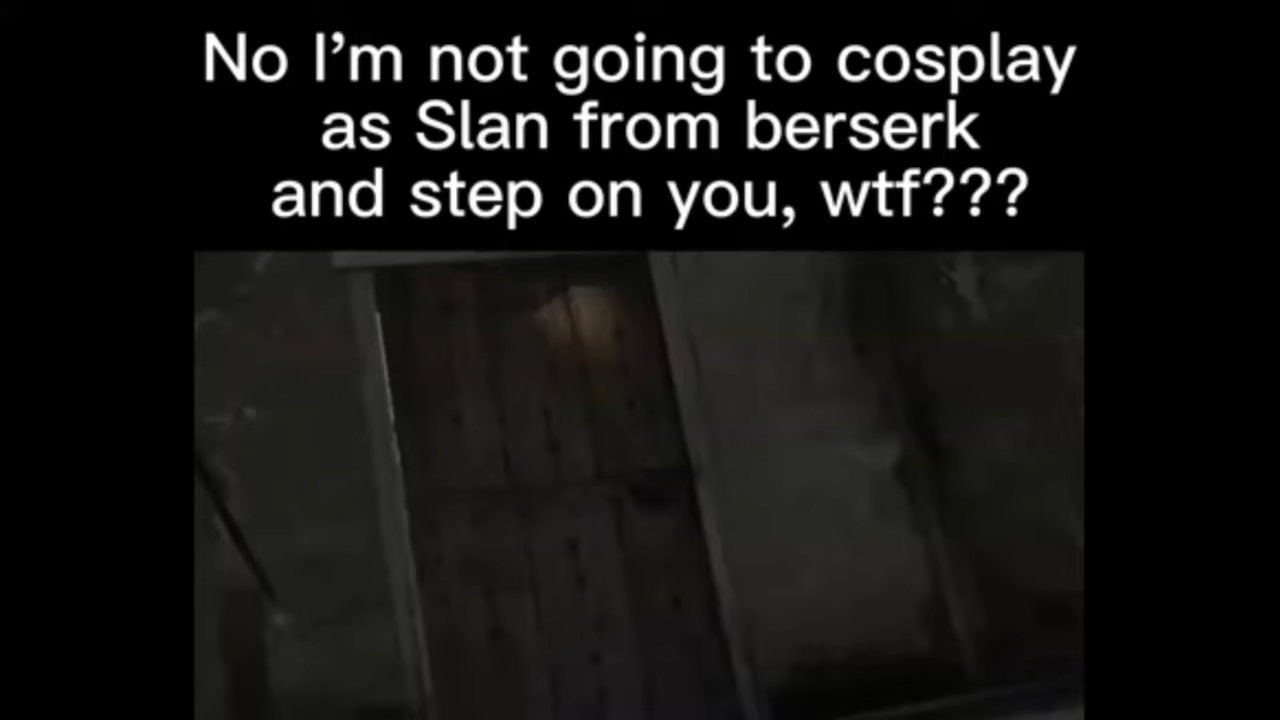 No I’m not going to cosplay
as Slan from berserk
and step on you, wtf???